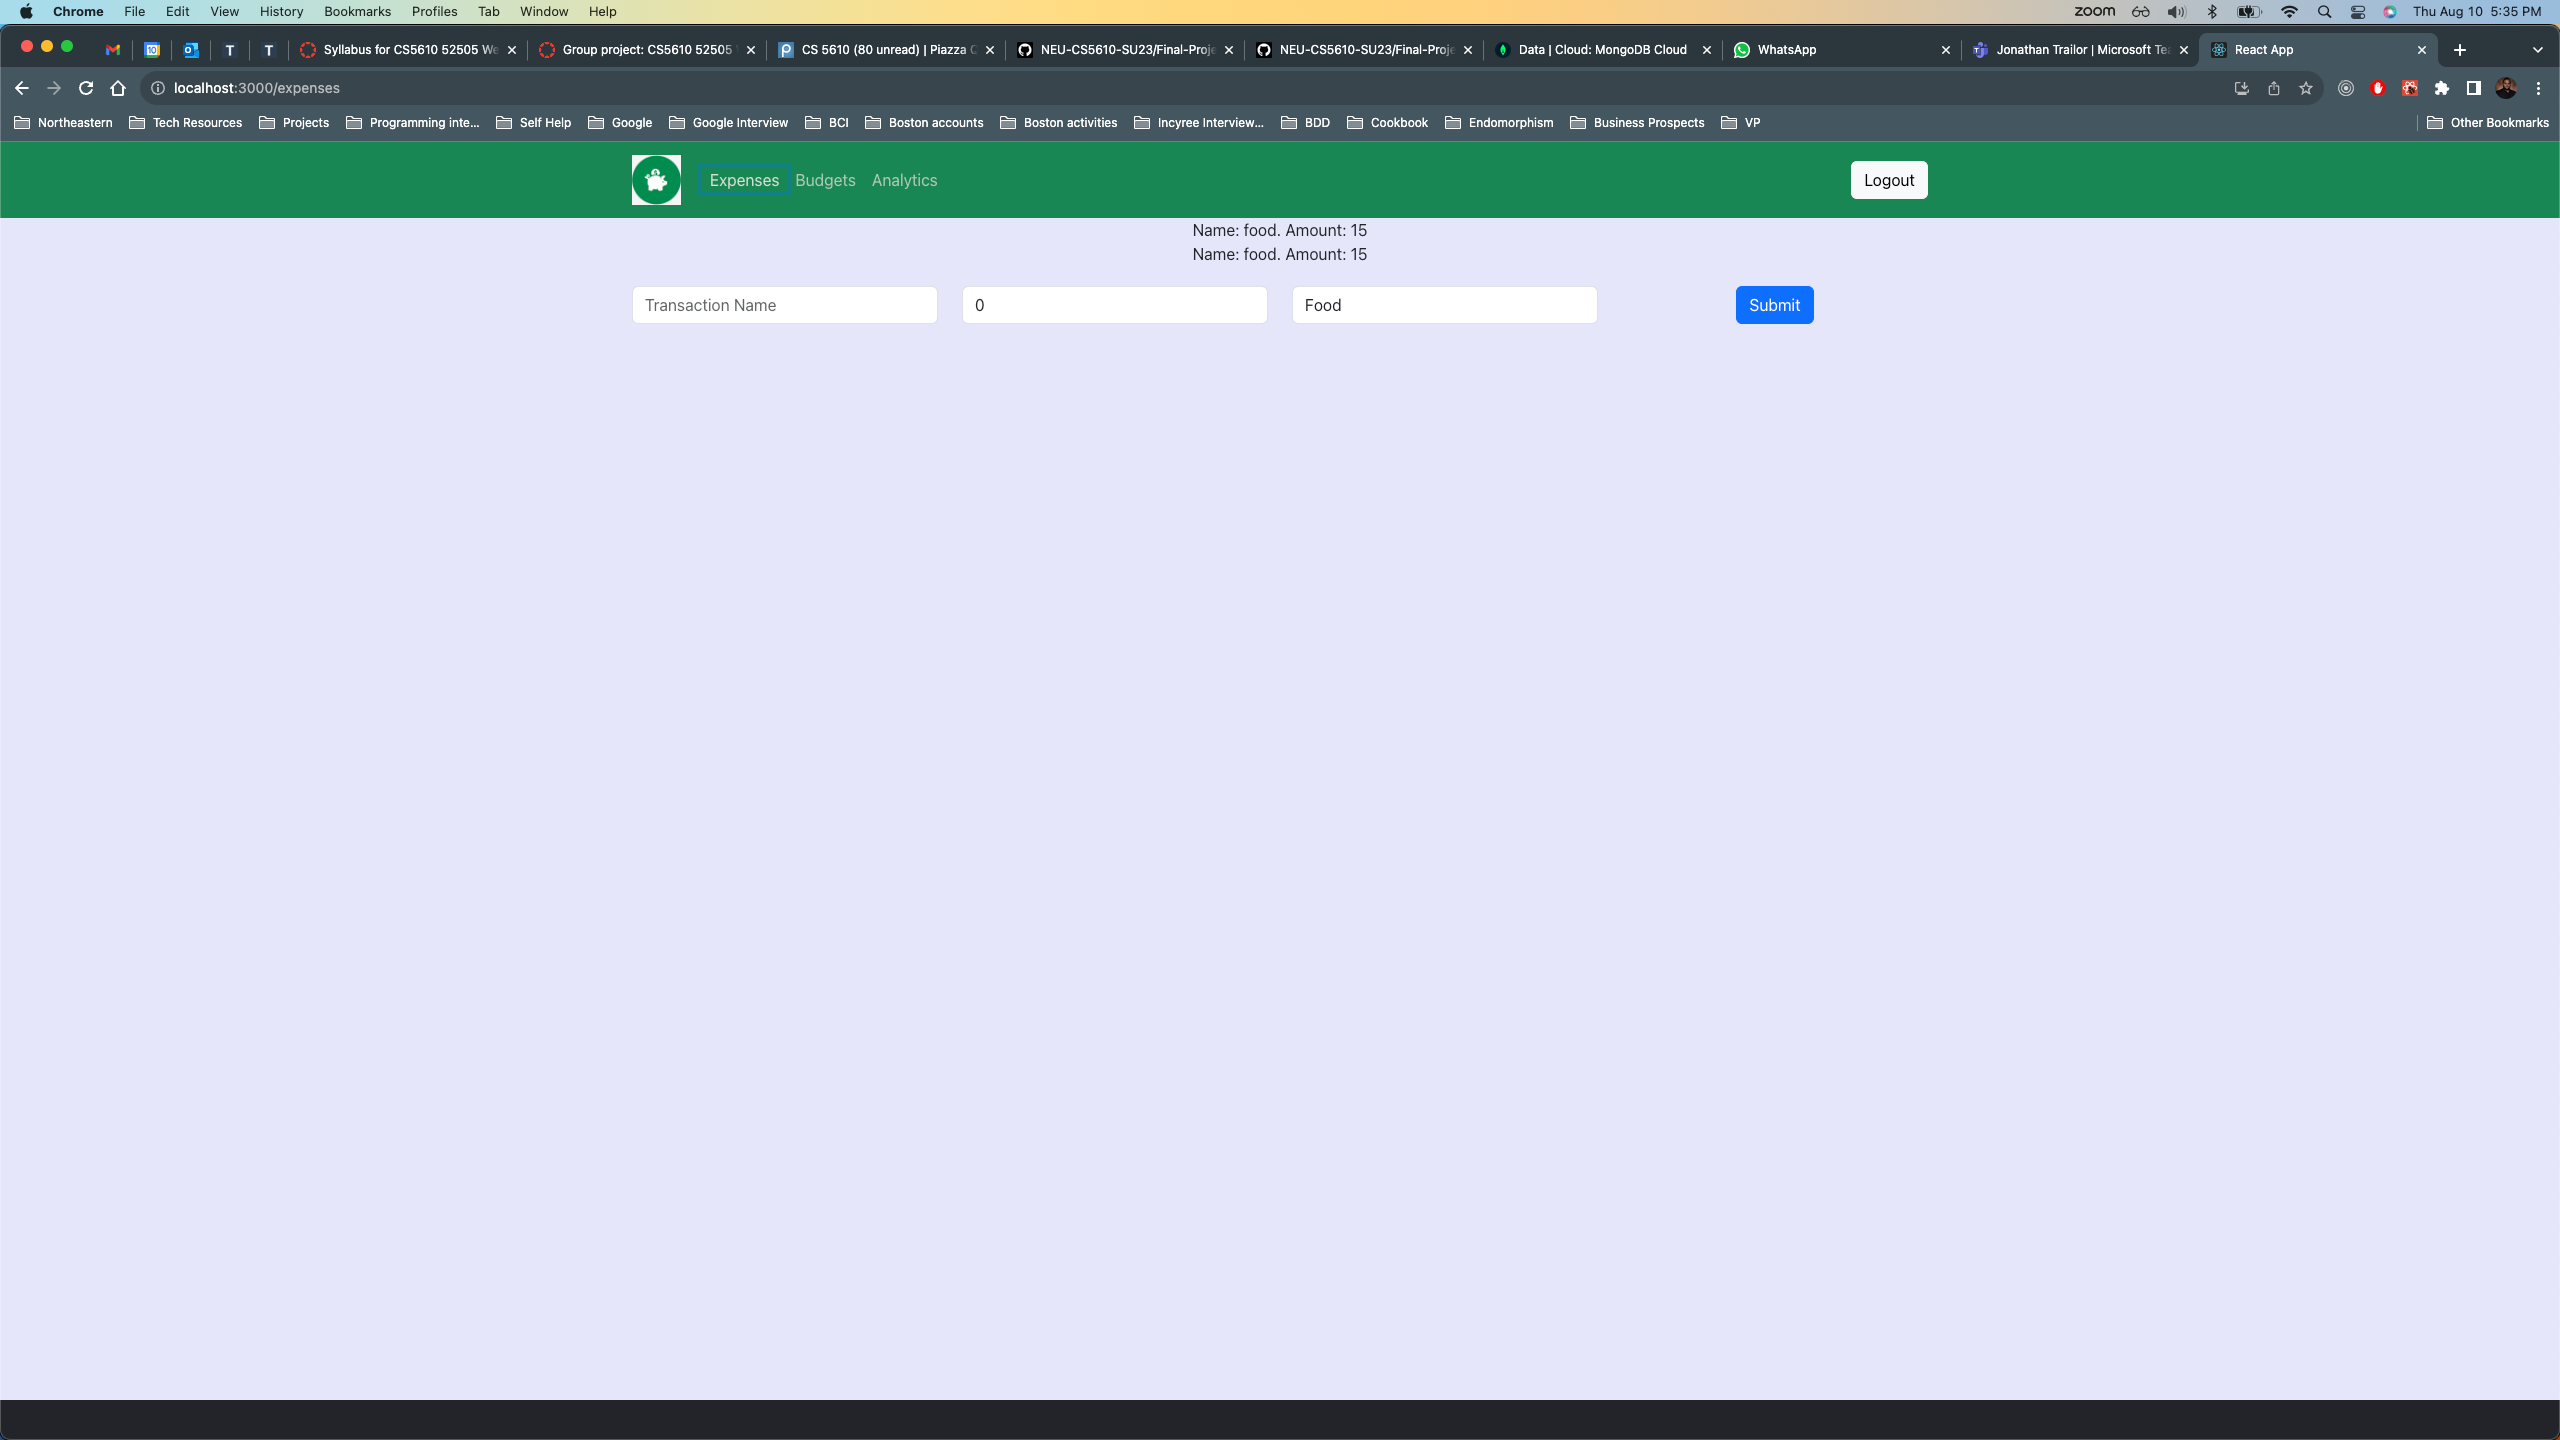 Chrome File Edit View History Bookmarks Profiles Tab Window Help zoom Thu Aug 10 5:35 PM
10 T T Syllabus for CS5610 52505 We Group project: CS5610 52505 CS 5610 (80 unread) | Piazza NEU-CS5610-SU23/Final-Proje NEU-CS5610-SU23/Final-Proje Data | Cloud: MongoDB Cloud WhatsApp Jonathan Trailor | Microsoft Te React App
localhost:3000/expenses
Northeastern Tech Resources Projects Programming inte... Self Help Google Google Interview BCI Boston accounts Boston activities Incyree Interview... BDD Cookbook Endomorphism Business Prospects VP Other Bookmarks
Expenses Budgets Analytics Logout
Name: food. Amount: 15
Name: food. Amount: 15
Transaction Name 0 Food Submit